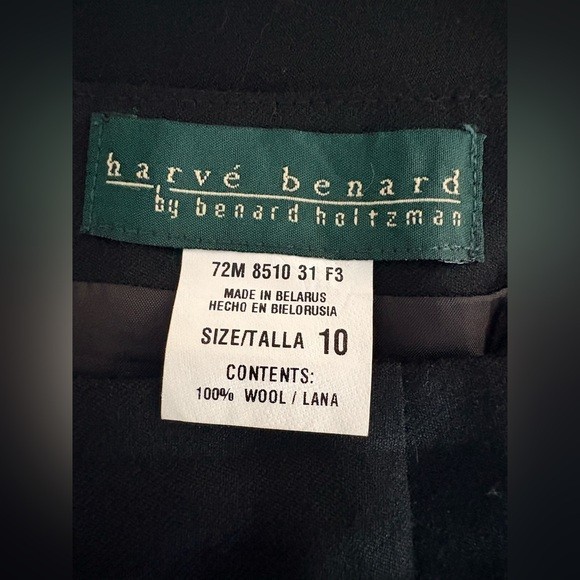 harvé benard
by benard holtzman
72M 8510 31 F3
MADE IN BELARUS
HECHO EN BIELORUSIA
SIZE/TALLA 10
CONTENTS:
100% WOOL / LANA